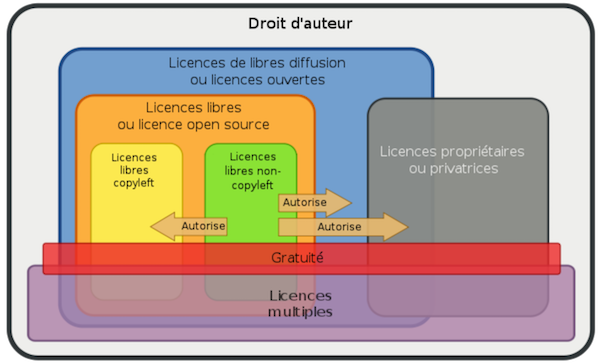 Droit d'auteur
Licences de libres diffusion
ou licences ouvertes
Licences libres
ou licence open source
Licences
libres
copyleft
Licences
libres non-
copyleft
Licences propriétaires
ou privatrices
Autorise
Autorise
Autorise
Gratuité
Licences
multiples